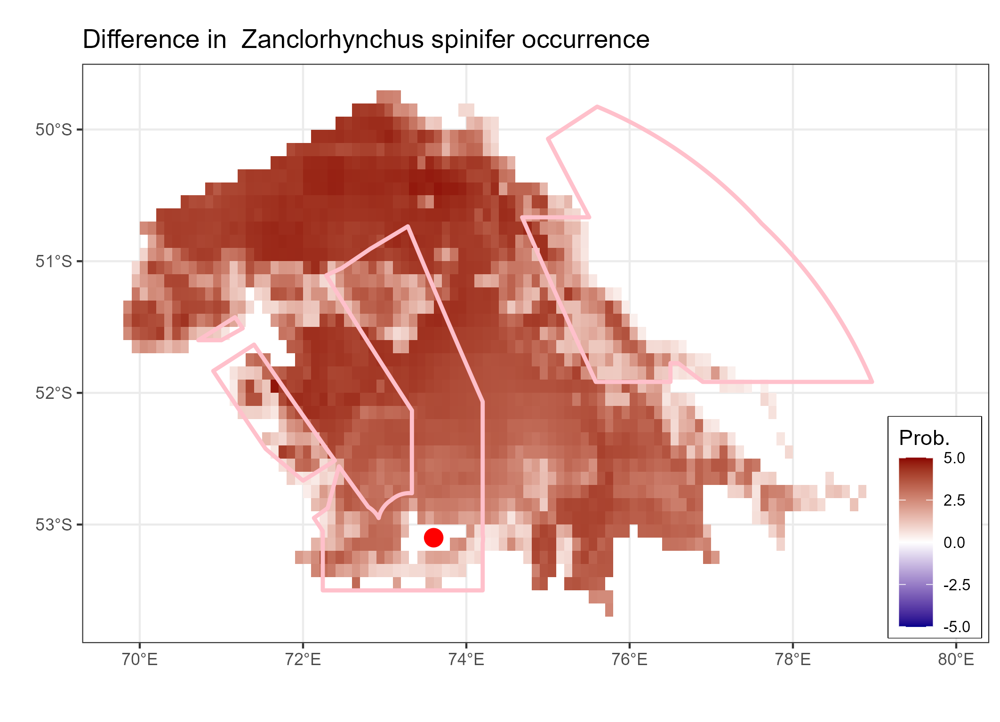 Difference in  Zanclorhynchus spinifer occurrence
50°S
51°S
52°S
53°S
70°E
72°E
74°E
76°E
78°E
80°E
Prob.
5.0
2.5
0.0
-2.5
-5.0